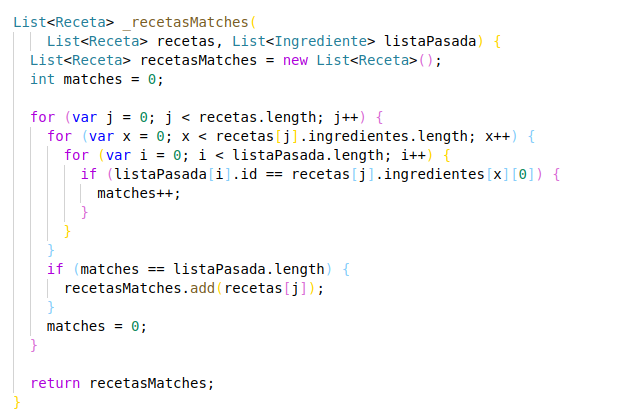 List<Receta> _recetasMatches(
List<Receta> recetas, List<Ingrediente> listaPasada) {
List<Receta> recetasMatches = new List<Receta>();
int matches = 0;
for (var j = 0; j < recetas.length; j++) {
for (var x = 0; x < recetas[j].ingredientes.length; x++) {
for (var i = 0; i < listaPasada.length; i++) {
if (listaPasada[i].id == recetas[j].ingredientes[x][0]) {
matches++;
}
}
}
if (matches == listaPasada.length) {
recetasMatches.add(recetas[j]);
}
matches = 0;
}
return recetasMatches;
}